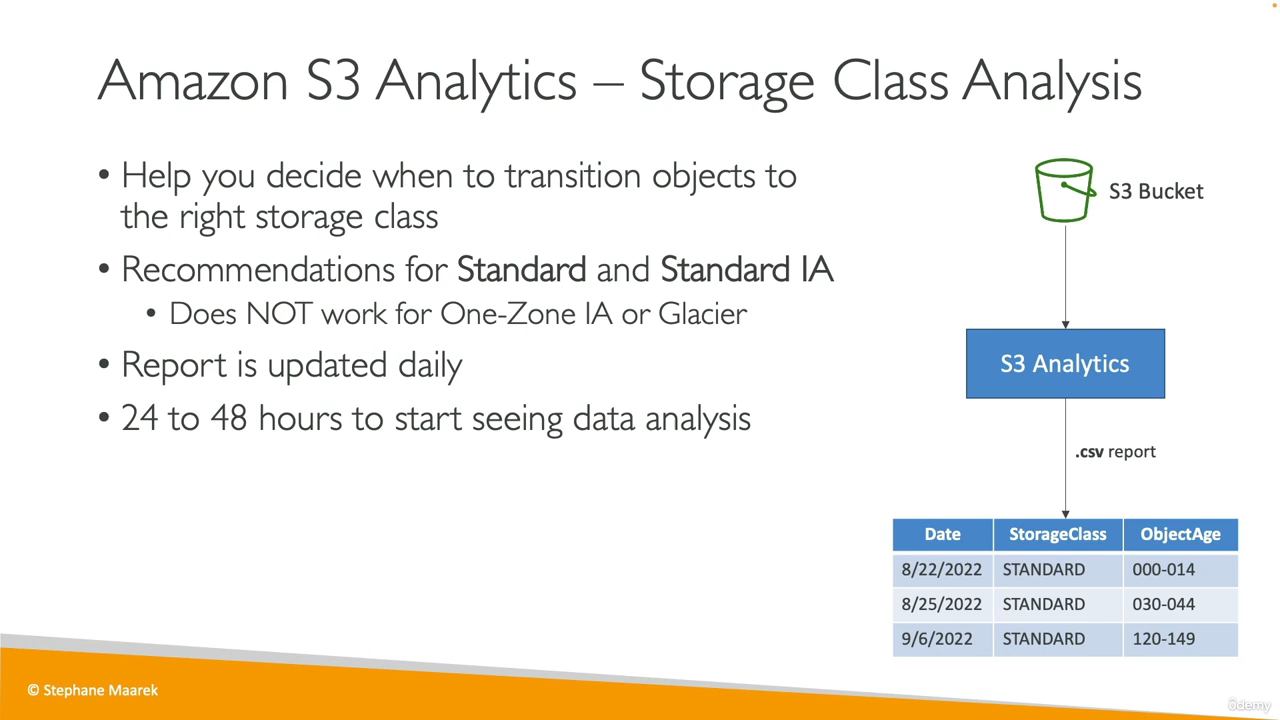 Amazon S3 Analytics – Storage Class Analysis
• Help you decide when to transition objects to
the right storage class
• Recommendations for Standard and Standard IA
• Does NOT work for One-Zone IA or Glacier
• Report is updated daily
• 24 to 48 hours to start seeing data analysis
S3 Bucket
S3 Analytics
.csv report
Date StorageClass ObjectAge
8/22/2022 STANDARD 000-014
8/25/2022 STANDARD 030-044
9/6/2022 STANDARD 120-149
© Stephane Maarek
ûdemy